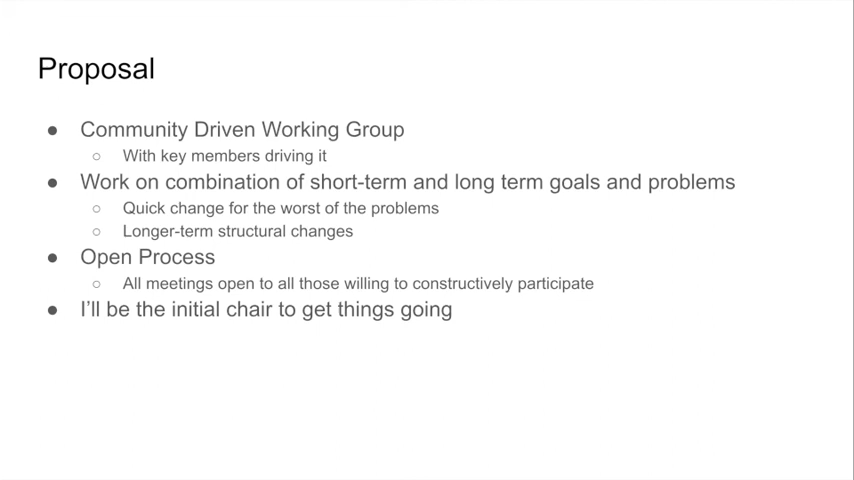 Proposal
● Community Driven Working Group
○ With key members driving it
● Work on combination of short-term and long term goals and problems
○ Quick change for the worst of the problems
○ Longer-term structural changes
● Open Process
○ All meetings open to all those willing to constructively participate
● I’ll be the initial chair to get things going